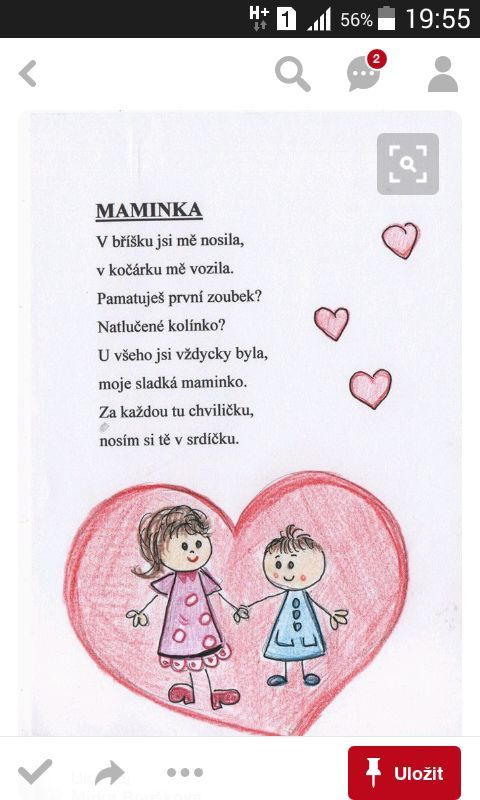 H+ 1 56% 19:55
2
MAMINKA
V bříšku jsi mě nosila,
v kočárku mě vozila.
Pamatuješ první zoubek?
Natlučené kolínko?
U všeho jsi vždycky byla,
moje sladká maminko.
Za každou tu chviličku,
nosím si tě v srdíčku.
Uložit